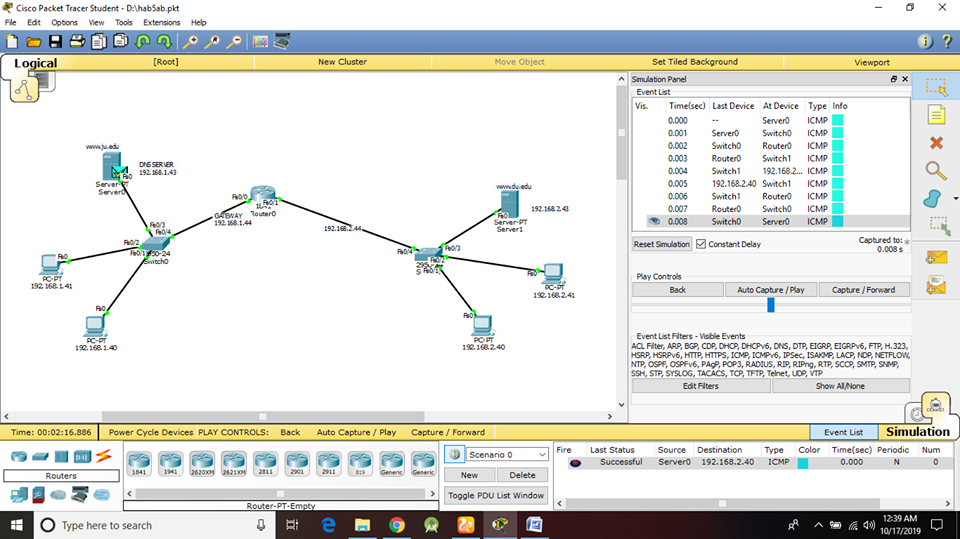 Cisco Packet Tracer Student - D:\hab5ab.pkt
File Edit Options View Tools Extensions Help
Logical [Root] New Cluster Move Object Set Tiled Background Viewport
www.ju.edu
DNS SERVER
192.168.1.43
Fa0
Server-PT
Server0
Fa0/3
Fa0/4
Fa0/2
Fa0/1
50-24
Switch0
Fa0
PC-PT
192.168.1.41
Fa0
PC-PT
192.168.1.40
GATEWAY
192.168.1.44
Fa0/0
Fa0/1
1841
Router0
192.168.2.44
www.du.edu
Fa0
Server-PT
Server1
192.168.2.43
Fa0/4
Fa0/3
Fa0/2
Fa0/1
Fa0
PC-PT
192.168.2.41
Fa0
PC-PT
192.168.2.40
Simulation Panel
Event List
Vis. Time(sec) Last Device At Device Type Info
0.000 -- Server0 ICMP
0.001 Server0 Switch0 ICMP
0.002 Switch0 Router0 ICMP
0.003 Router0 Switch1 ICMP
0.004 Switch1 192.168.2... ICMP
0.005 192.168.2.40 Switch1 ICMP
0.006 Switch1 Router0 ICMP
0.007 Router0 Switch0 ICMP
0.008 Switch0 Server0 ICMP
Reset Simulation Constant Delay Captured to:
0.008 s
Play Controls
Back Auto Capture / Play Capture / Forward
Event List Filters - Visible Events
ACL Filter, ARP, BGP, CDP, DHCP, DHCPv6, DNS, DTP, EIGRP, EIGRPv6, FTP, H.323,
HSRP, HSRPv6, HTTP, HTTPS, ICMP, ICMPv6, IPSec, ISAKMP, LACP, NDP, NETFLOW,
NTP, OSPF, OSPFv6, PAgP, POP3, RADIUS, RIP, RIPng, RTP, SCCP, SMTP, SNMP,
SSH, STP, SYSLOG, TACACS, TCP, TFTP, Telnet, UDP, VTP
Edit Filters Show All/None
Time: 00:02:16.886 Power Cycle Devices PLAY CONTROLS: Back Auto Capture / Play Capture / Forward Event List Simulation
Routers
1841 1941 2620XM 2621XM 2811 2901 2911 819 Generic Generic
Router-PT-Empty
Scenario 0
New Delete
Toggle PDU List Window
Fire Last Status Source Destination Type Color Time(sec) Periodic Num
Successful Server0 192.168.2.40 ICMP 0.000 N 0
Type here to search
12:39 AM
10/17/2019